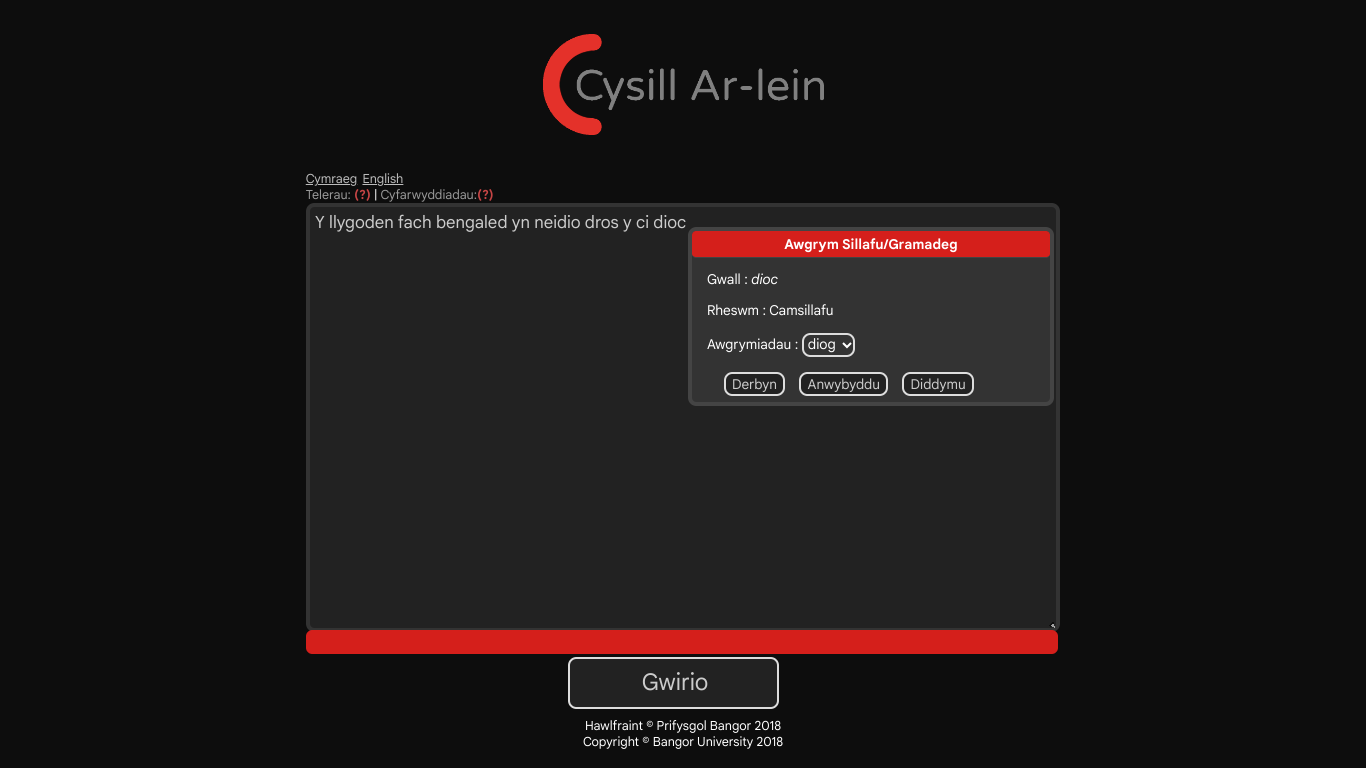 Cysill Ar-lein
Cymraeg English
Telerau: (?) | Cyfarwyddiadau:(?)
Y llygoden fach bengaled yn neidio dros y ci dioc
Awgrym Sillafu/Gramadeg
Gwall : dioc
Rheswm : Camsillafu
Awgrymiadau : diog
Derbyn Anwybyddu Diddymu
Gwirio
Hawlfraint © Prifysgol Bangor 2018
Copyright © Bangor University 2018